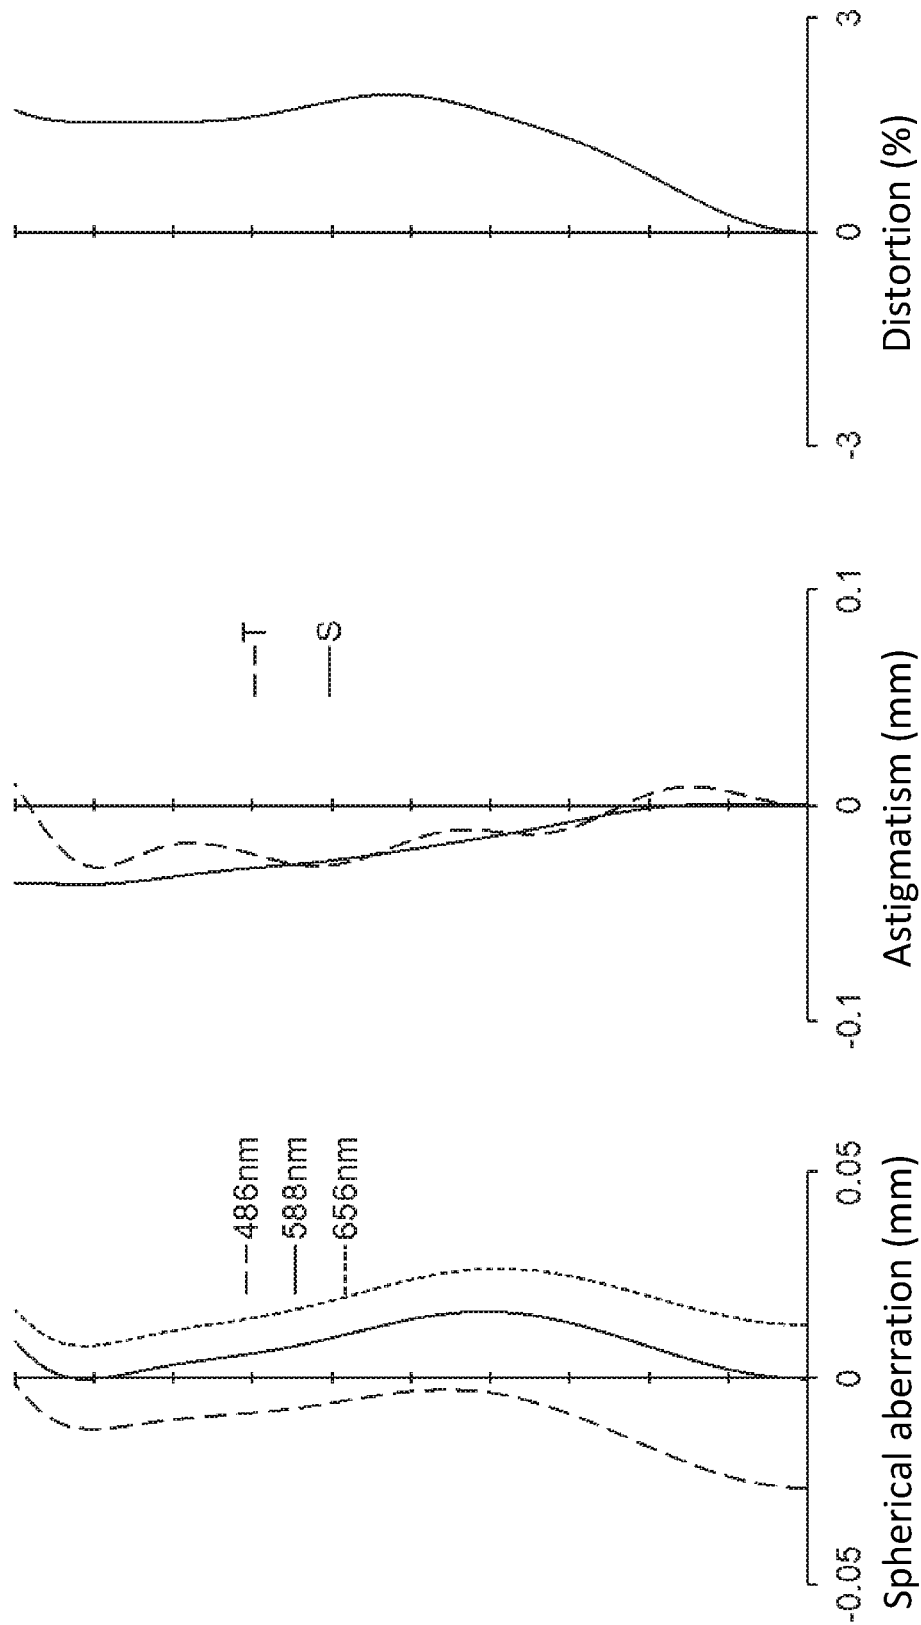 486nm
588nm
656nm
-0.05
0
0.05
Spherical aberration (mm)
T
S
-0.1
0
0.1
Astigmatism (mm)
-3
0
3
Distortion (%)